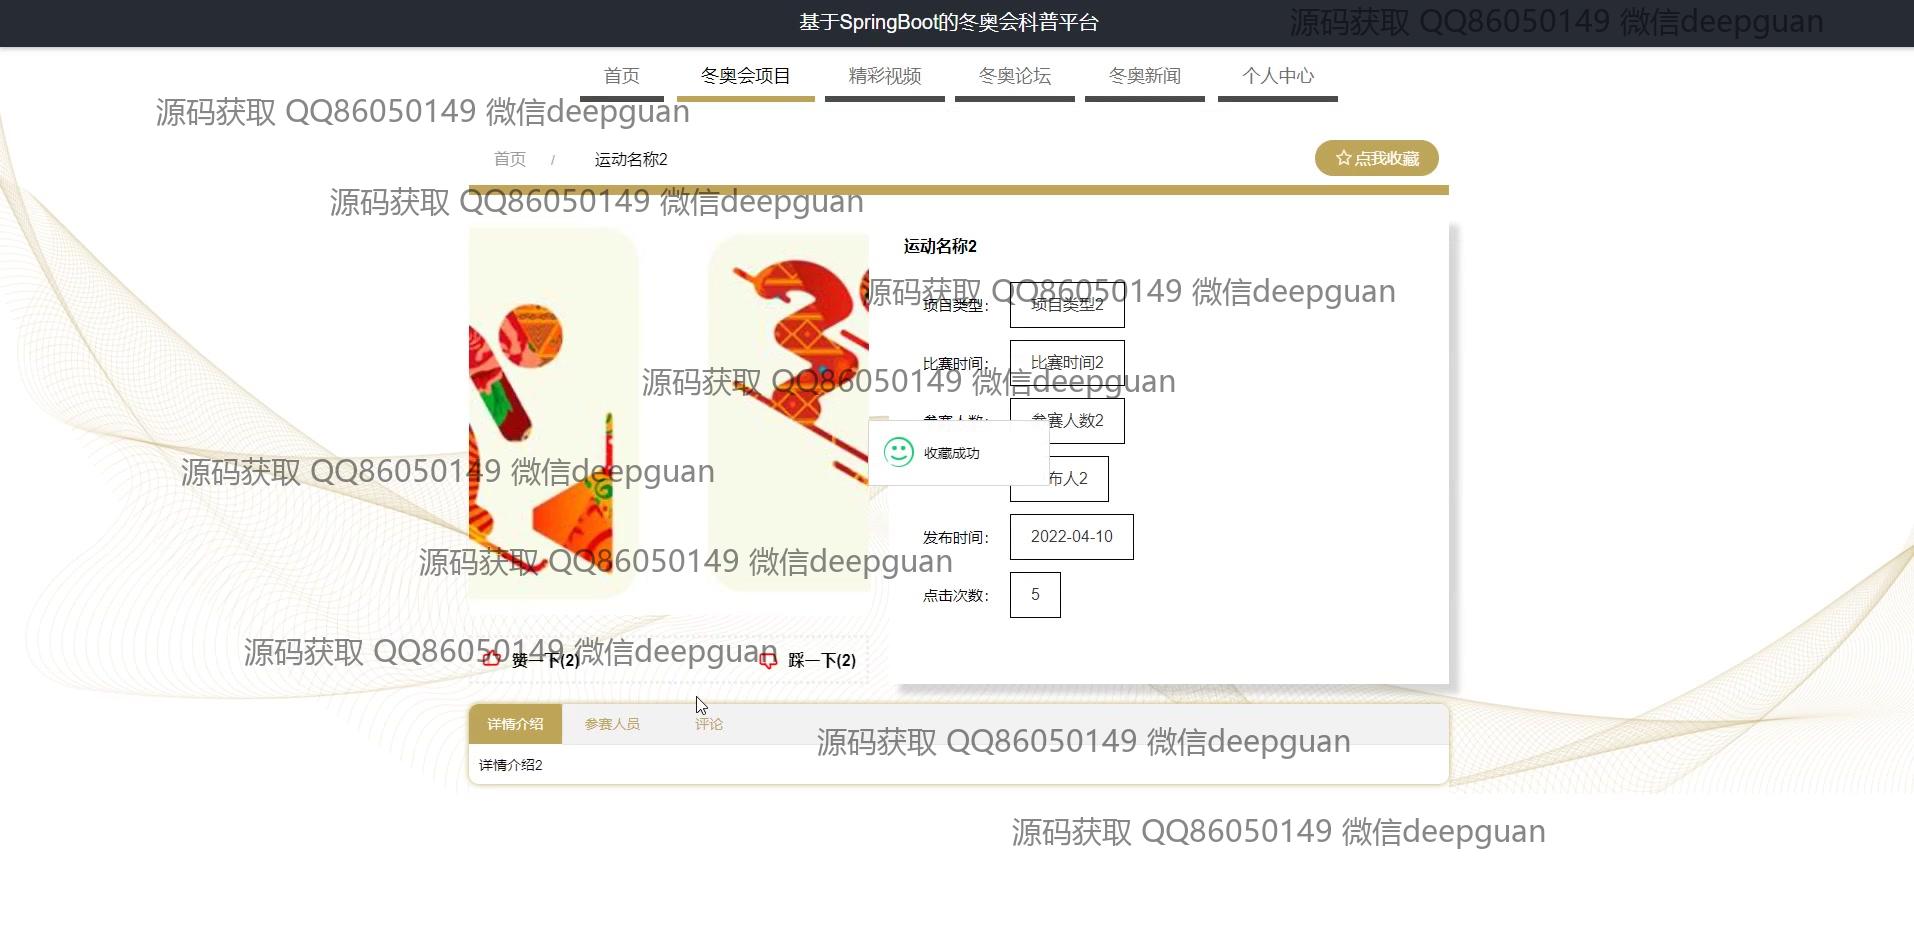 基于SpringBoot的冬奥会科普平台
源码获取 QQ86050149 微信deepguan
首页 冬奥会项目 精彩视频 冬奥论坛 冬奥新闻 个人中心
源码获取 QQ86050149 微信deepguan
首页 / 运动名称2
点我收藏
源码获取 QQ86050149 微信deepguan
运动名称2
源码获取 QQ86050149 微信deepguan
项目类型: 项目类型2
比赛时间: 比赛时间2
源码获取 QQ86050149 微信deepguan
参赛人数: 参赛人数2
收藏成功
布人2
源码获取 QQ86050149 微信deepguan
发布时间: 2022-04-10
源码获取 QQ86050149 微信deepguan
点击次数: 5
源码获取 QQ86050149 微信deepguan
赞一下(2) 踩一下(2)
详情介绍 参赛人员 评论
源码获取 QQ86050149 微信deepguan
详情介绍2
源码获取 QQ86050149 微信deepguan